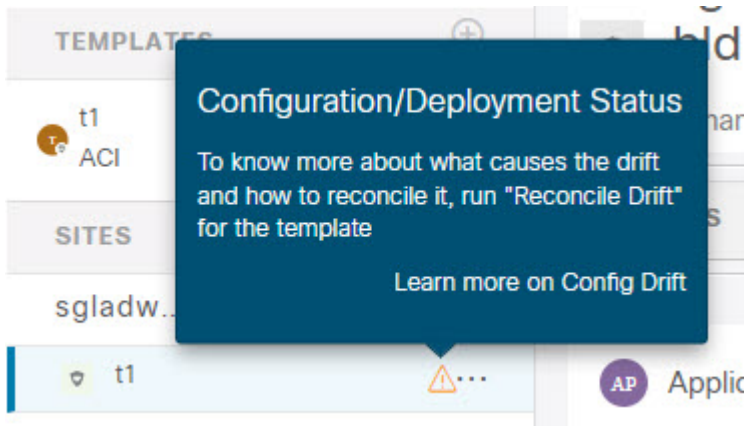 TEMPLATES
t1
ACI
SITES
sgladw...
t1
Configuration/Deployment Status
To know more about what causes the drift
and how to reconcile it, run "Reconcile Drift"
for the template
Learn more on Config Drift
AP